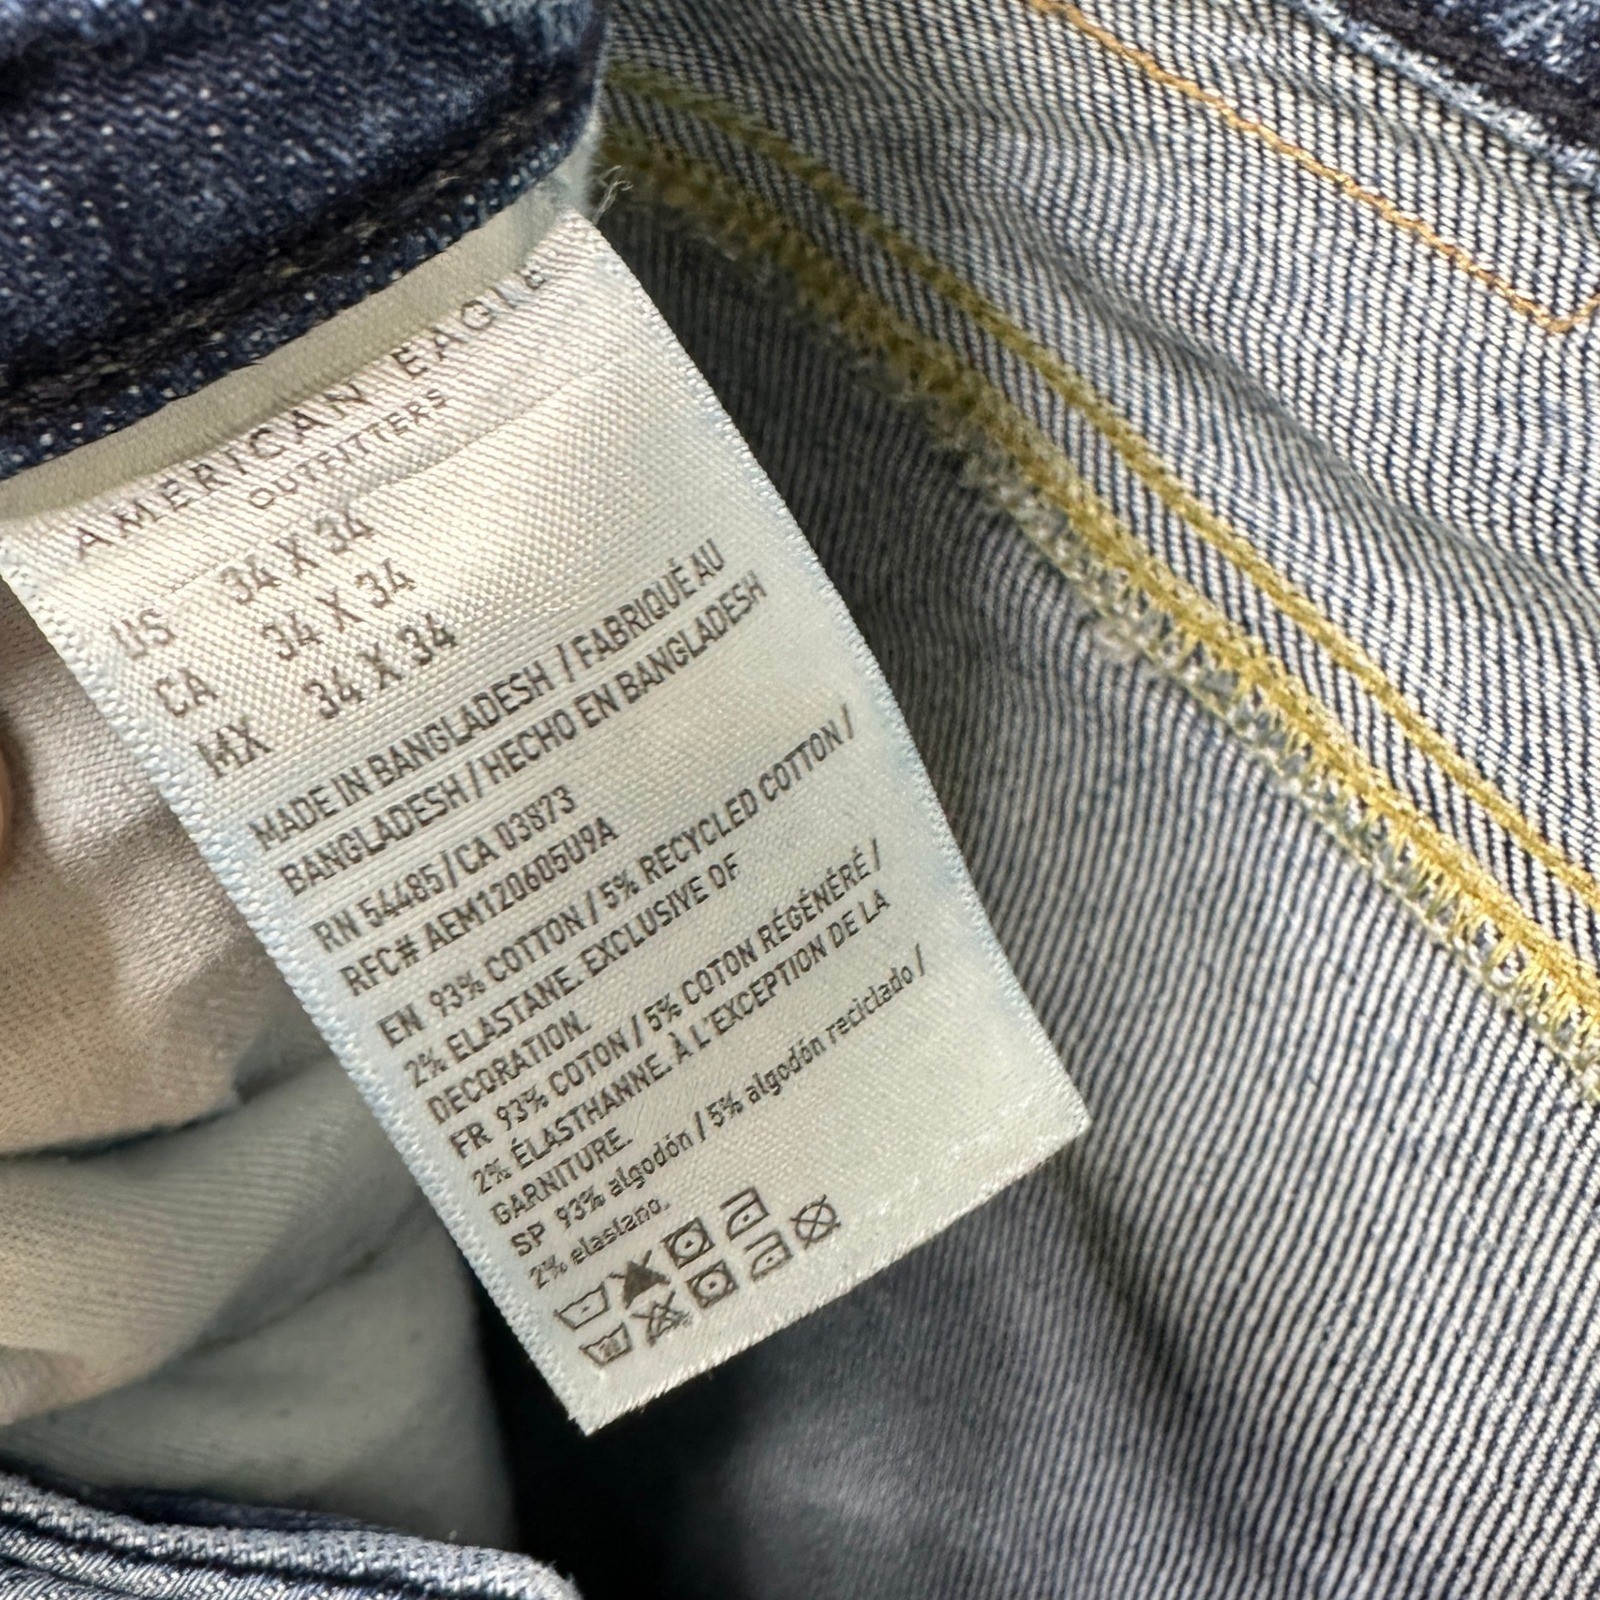 AMERICAN EAGLE
OUTFITTERS
US 34 X 34
CA 34 X 34
MX 34 X 34
MADE IN BANGLADESH / FABRIQUÉ AU
BANGLADESH / HECHO EN BANGLADESH
RN 54485 / CA 03873
RFC# AEM120605U9A
EN 93% COTTON / 5% RECYCLED COTTON /
2% ELASTANE. EXCLUSIVE OF
DECORATION.
FR 93% COTON / 5% COTON RÉGÉNÉRÉ /
2% ÉLASTHANNE. À L'EXCEPTION DE LA
GARNITURE.
SP 93% algodón / 5% algodón reciclado /
2% elastano.